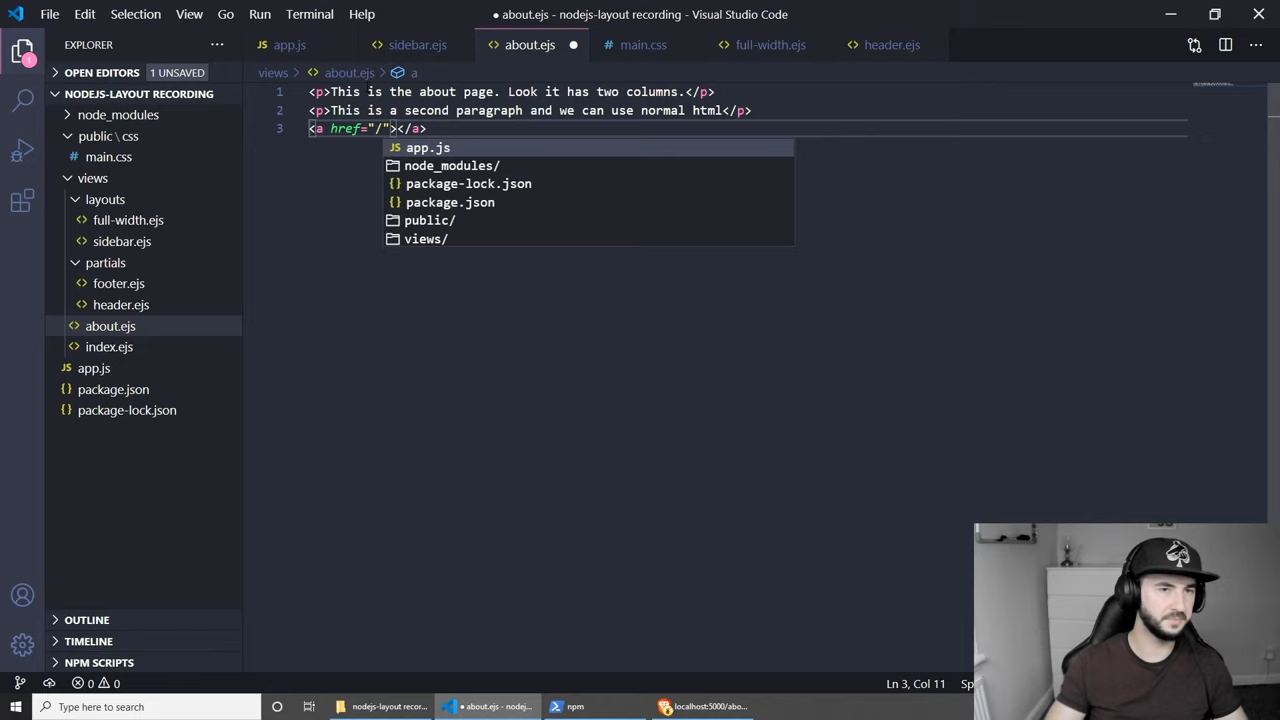 File Edit Selection View Go Run Terminal Help
● about.ejs - nodejs-layout recording - Visual Studio Code
EXPLORER
JS app.js
<> sidebar.ejs
<> about.ejs ●
# main.css
<> full-width.ejs
<> header.ejs
OPEN EDITORS 1 UNSAVED
views > <> about.ejs > a
NODEJS-LAYOUT RECORDING
node_modules
public \ css
# main.css
views
layouts
<> full-width.ejs
<> sidebar.ejs
partials
<> footer.ejs
<> header.ejs
<> about.ejs
<> index.ejs
JS app.js
{} package.json
{} package-lock.json
1 <p>This is the about page. Look it has two columns.</p>
2 <p>This is a second paragraph and we can use normal html</p>
3 <a href="/"></a>
JS app.js
node_modules/
{} package-lock.json
{} package.json
public/
views/
OUTLINE
TIMELINE
NPM SCRIPTS
1
0 0
Ln 3, Col 11
Type here to search
nodejs-layout recor...
● about.ejs - nodej...
npm
localhost:5000/abo...